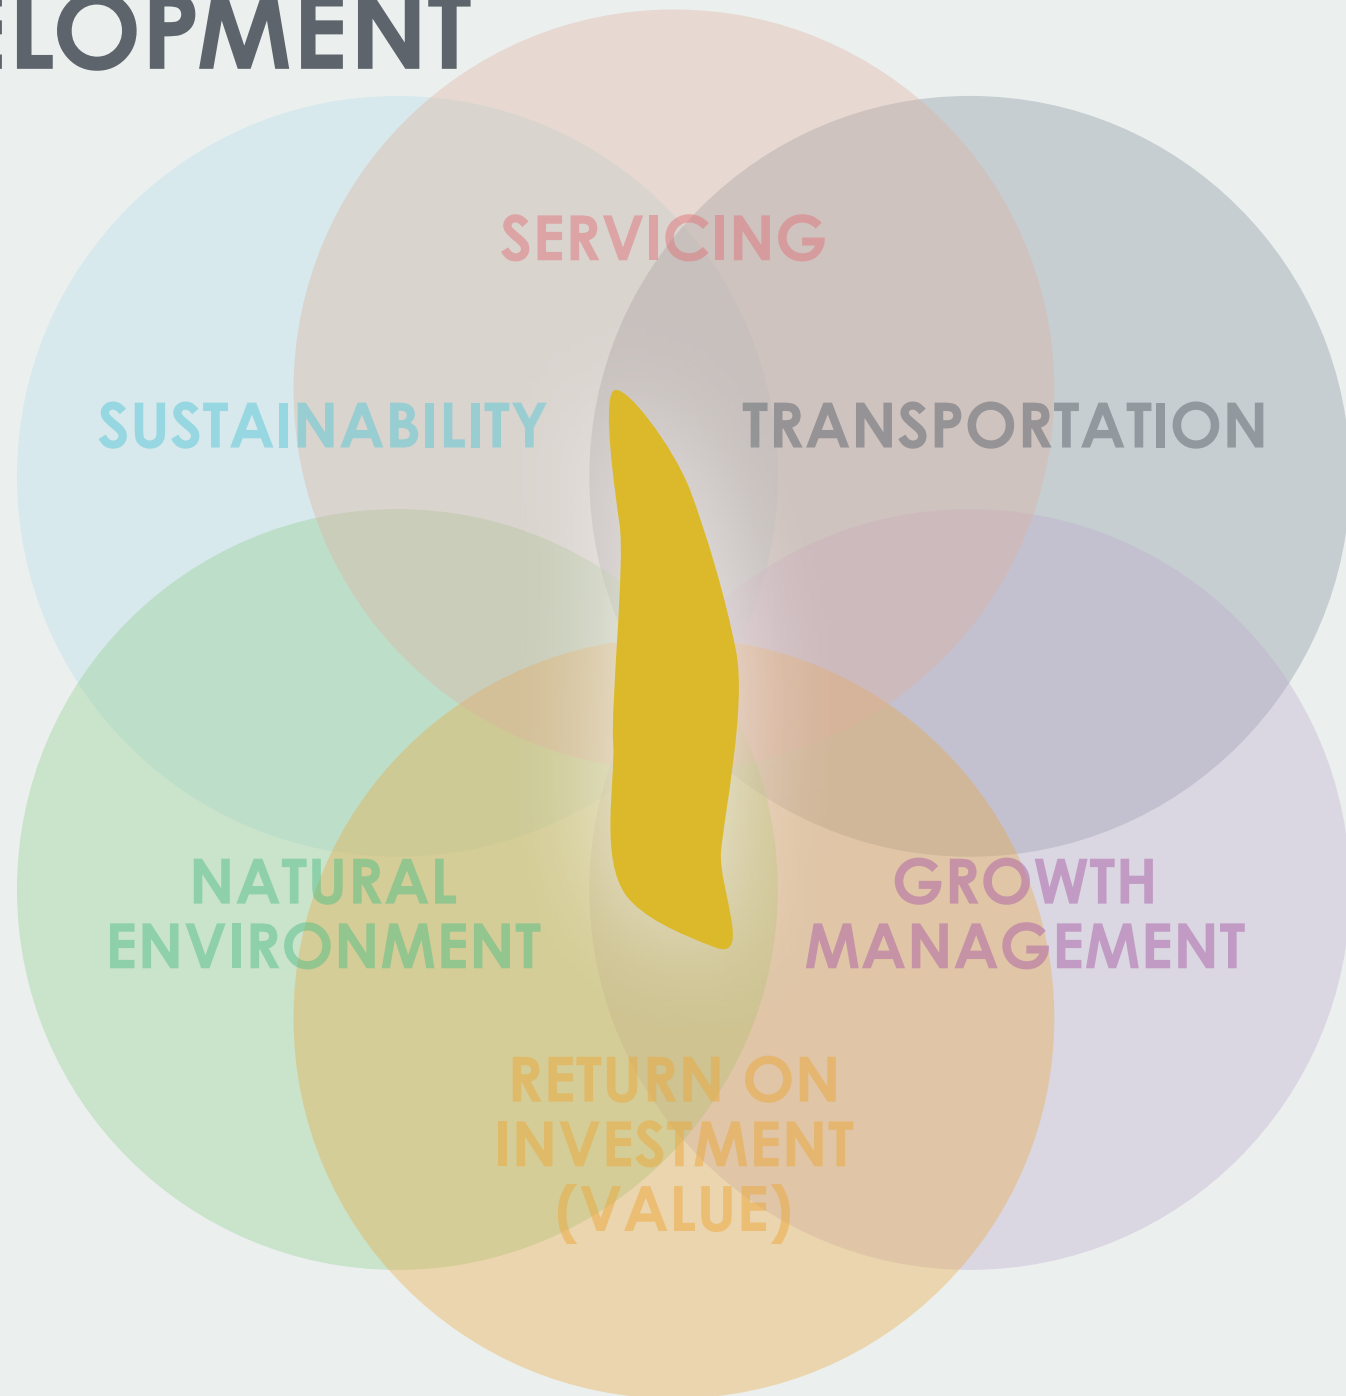 ELOPMENT
SERVICING
SUSTAINABILITY
TRANSPORTATION
NATURAL
ENVIRONMENT
GROWTH
MANAGEMENT
RETURN ON
INVESTMENT
(VALUE)